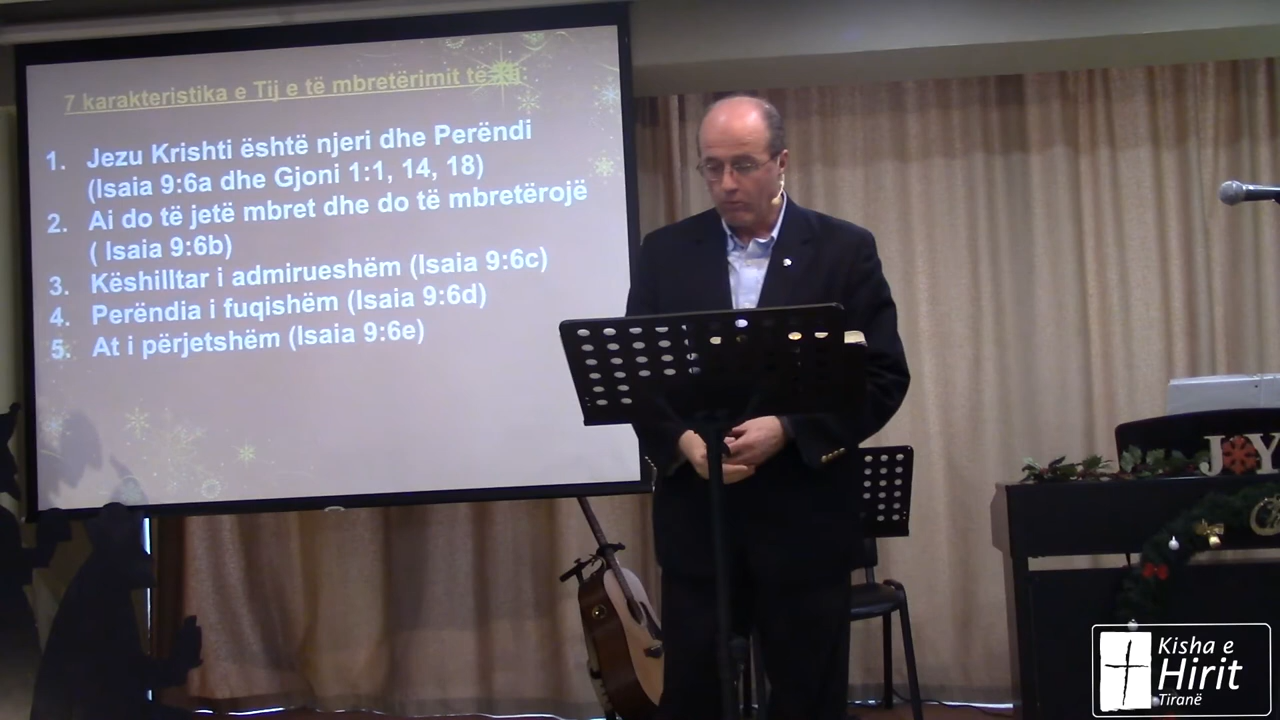 7 karakteristika e Tij e të mbretërimit të Tij
1. Jezu Krishti është njeri dhe Perëndi
(Isaia 9:6a dhe Gjoni 1:1, 14, 18)
2. Ai do të jetë mbret dhe do të mbretërojë
( Isaia 9:6b)
3. Këshilltar i admirueshëm (Isaia 9:6c)
4. Perëndia i fuqishëm (Isaia 9:6d)
5. At i përjetshëm (Isaia 9:6e)
JOY
Kisha e
Hirit
Tiranë